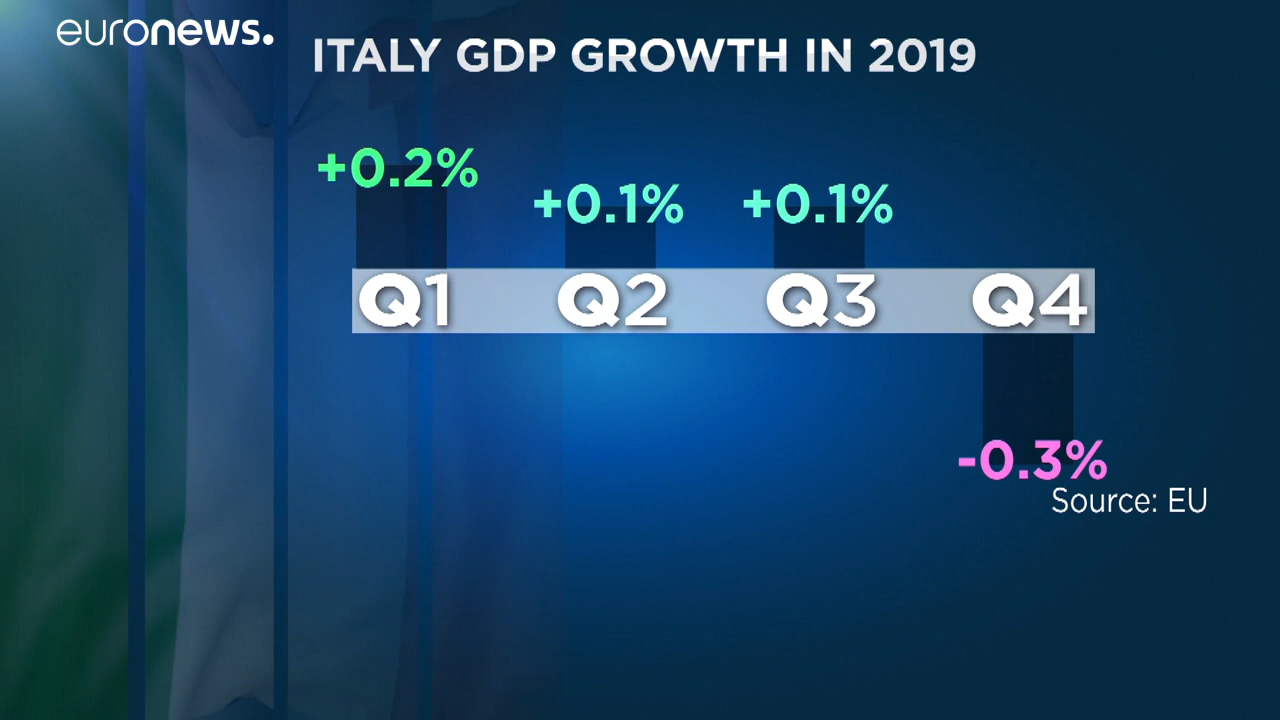 euronews.
ITALY GDP GROWTH IN 2019
+0.2%
+0.1%
+0.1%
Q1
Q2
Q3
Q4
-0.3%
Source: EU